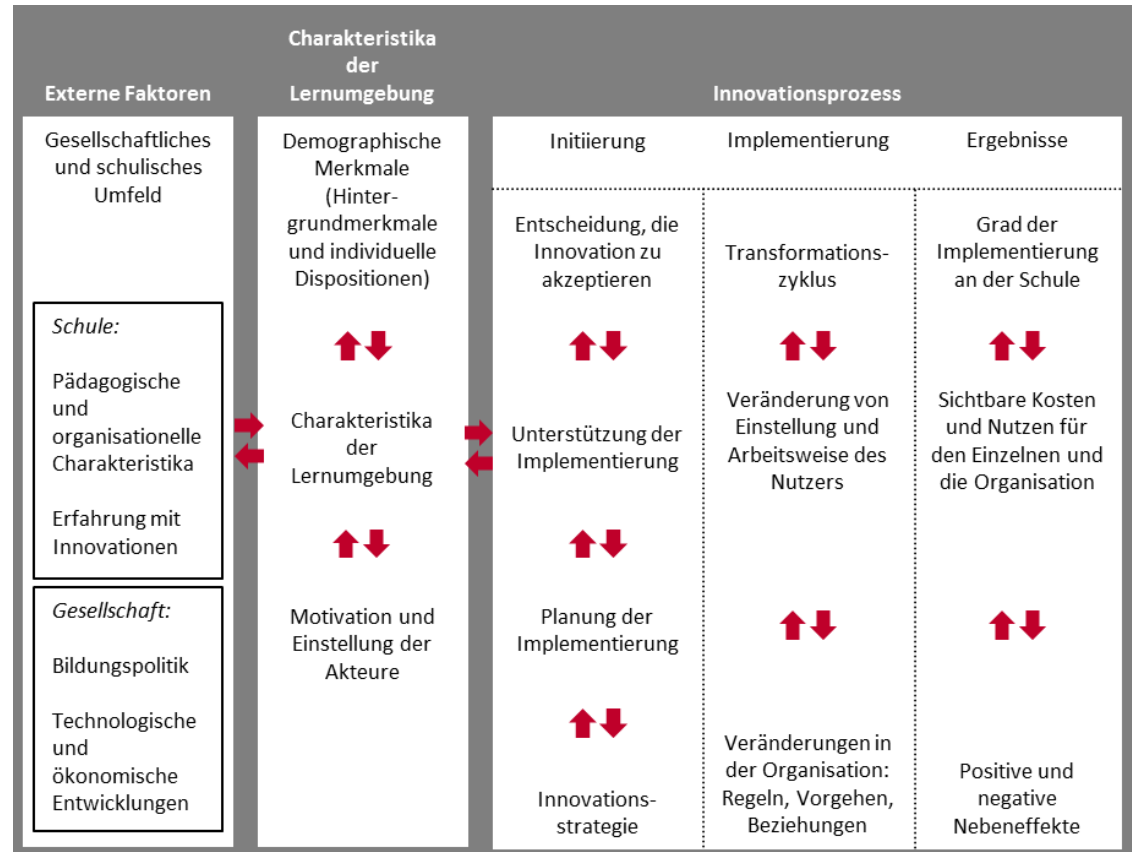 Externe Faktoren
Charakteristika
der
Lernumgebung
Innovationsprozess
Gesellschaftliches
und schulisches
Umfeld
Schule:
Pädagogische
und
organisationelle
Charakteristika
Erfahrung mit
Innovationen
Gesellschaft:
Bildungspolitik
Technologische
und
ökonomische
Entwicklungen
Demographische
Merkmale
(Hinter-
grundmerkmale
und individuelle
Dispositionen)
Charakteristika
der
Lernumgebung
Motivation und
Einstellung der
Akteure
Initiierung
Entscheidung, die
Innovation zu
akzeptieren
Unterstützung der
Implementierung
Planung der
Implementierung
Innovations-
strategie
Implementierung
Transformations-
zyklus
Veränderung von
Einstellung und
Arbeitsweise des
Nutzers
Veränderungen in
der Organisation:
Regeln, Vorgehen,
Beziehungen
Ergebnisse
Grad der
Implementierung
an der Schule
Sichtbare Kosten
und Nutzen für
den Einzelnen und
die Organisation
Positive und
negative
Nebeneffekte